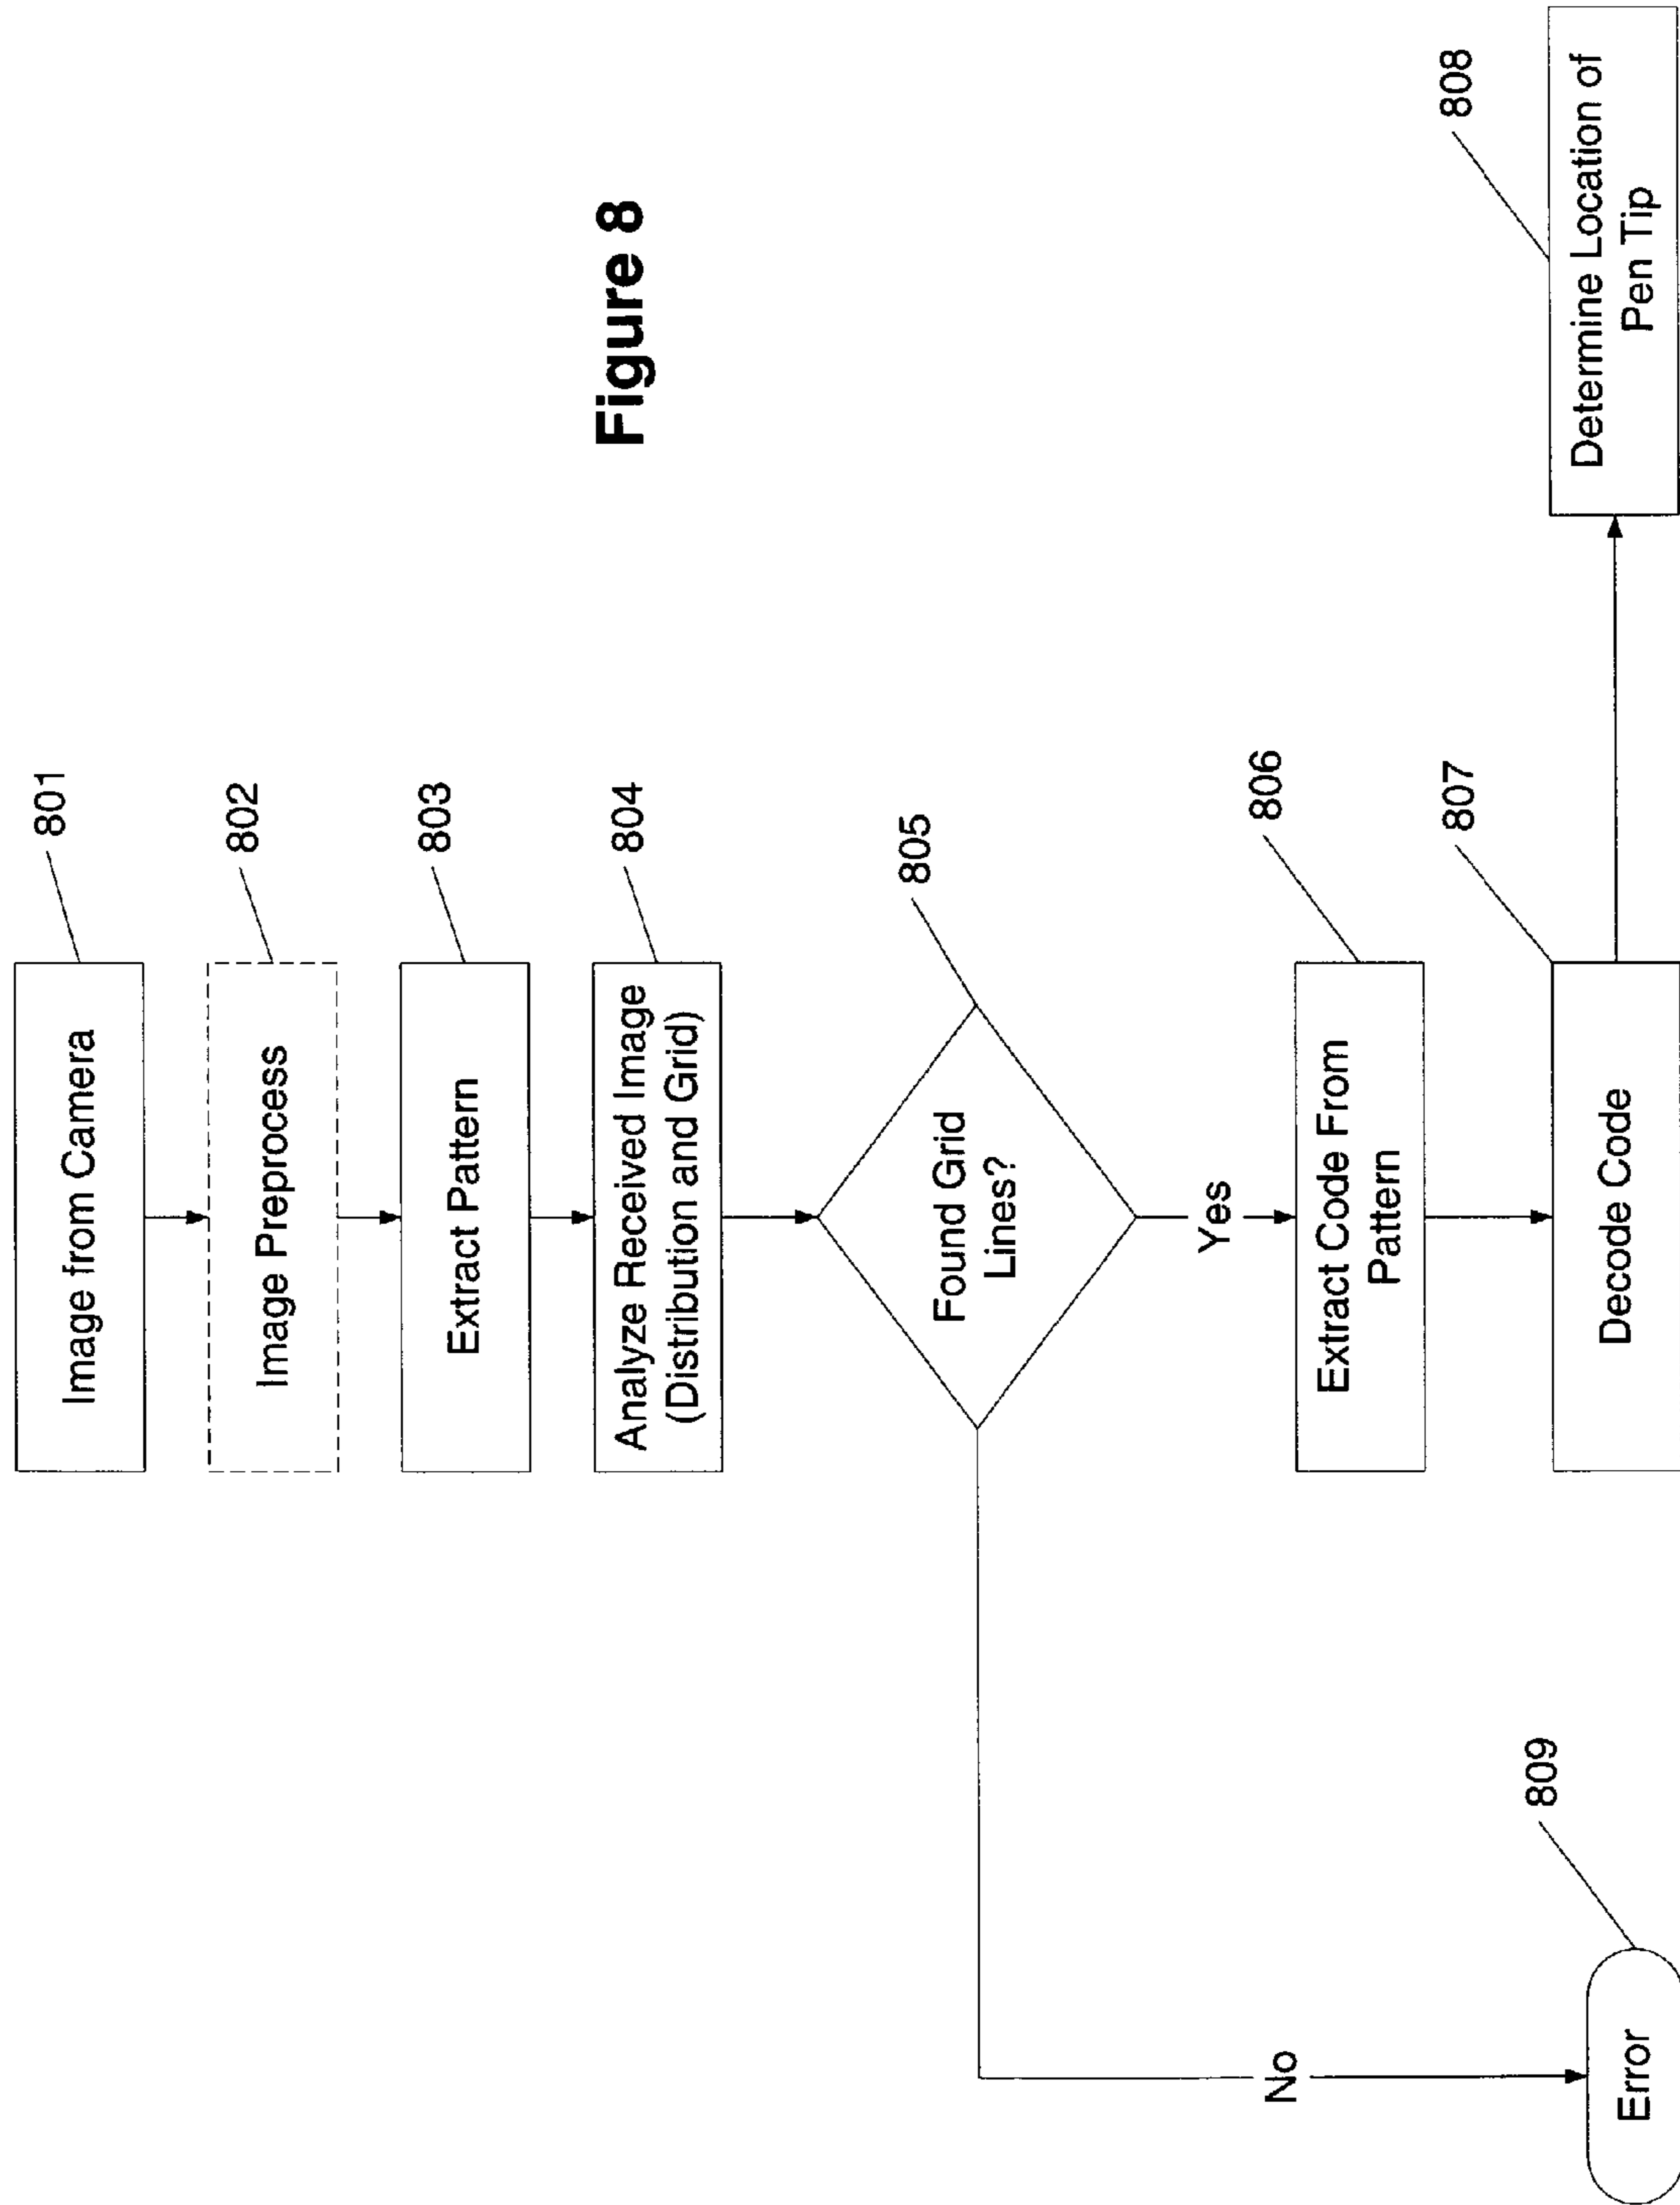 801
Image from Camera
802
Image Preprocess
803
Extract Pattern
804
Analyze Received Image
(Distribution and Grid)
805
Found Grid
Lines?
Yes
No
806
Extract Code From
Pattern
807
Decode Code
808
Determine Location of
Pen Tip
809
Error
Figure 8